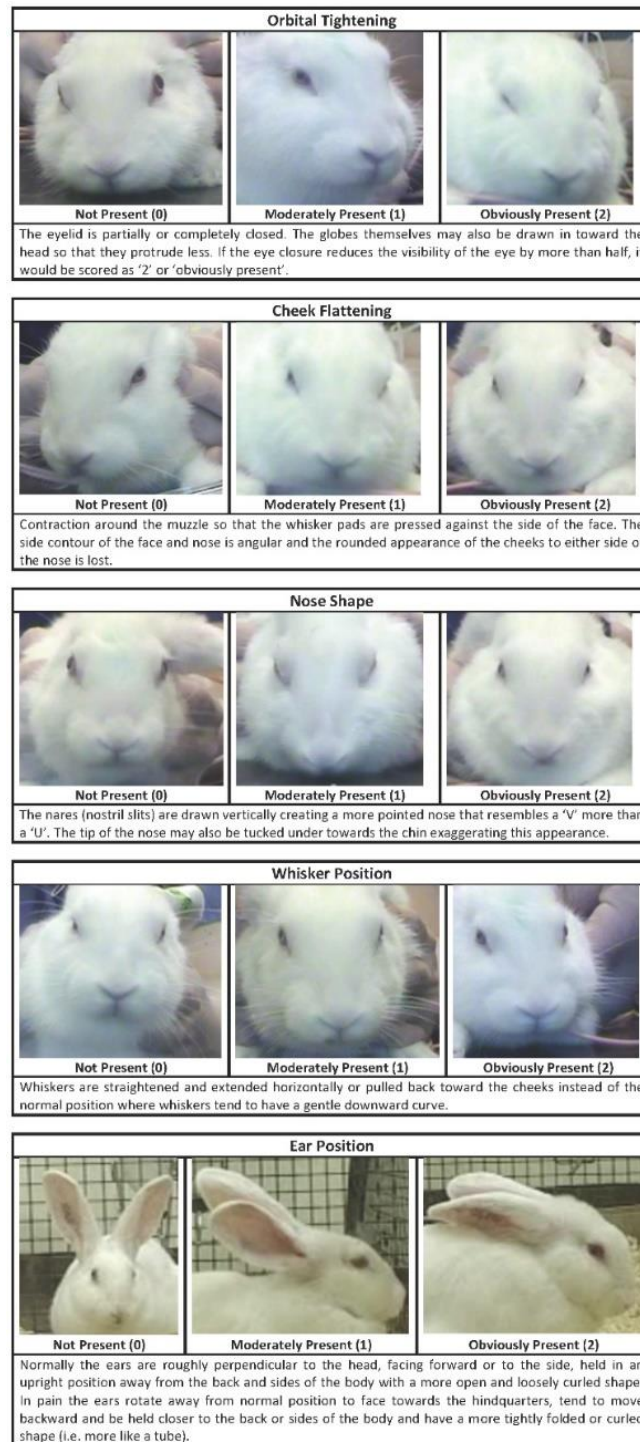 Orbital Tightening
Not Present (0) Moderately Present (1) Obviously Present (2)
The eyelid is partially or completely closed. The globes themselves may also be drawn in toward the
head so that they protrude less. If the eye closure reduces the visibility of the eye by more than half, it
would be scored as ‘2’ or ‘obviously present’.
Cheek Flattening
Not Present (0) Moderately Present (1) Obviously Present (2)
Contraction around the muzzle so that the whisker pads are pressed against the side of the face. The
side contour of the face and nose is angular and the rounded appearance of the cheeks to either side o
the nose is lost.
Nose Shape
Not Present (0) Moderately Present (1) Obviously Present (2)
The nares (nostril slits) are drawn vertically creating a more pointed nose that resembles a ‘V’ more than
a ‘U’. The tip of the nose may also be tucked under towards the chin exaggerating this appearance.
Whisker Position
Not Present (0) Moderately Present (1) Obviously Present (2)
Whiskers are straightened and extended horizontally or pulled back toward the cheeks instead of the
normal position where whiskers tend to have a gentle downward curve.
Ear Position
Not Present (0) Moderately Present (1) Obviously Present (2)
Normally the ears are roughly perpendicular to the head, facing forward or to the side, held in an
upright position away from the back and sides of the body with a more open and loosely curled shape
In pain the ears rotate away from normal position to face towards the hindquarters, tend to move
backward and be held closer to the back or sides of the body and have a more tightly folded or curled
shape (i.e. more like a tube).